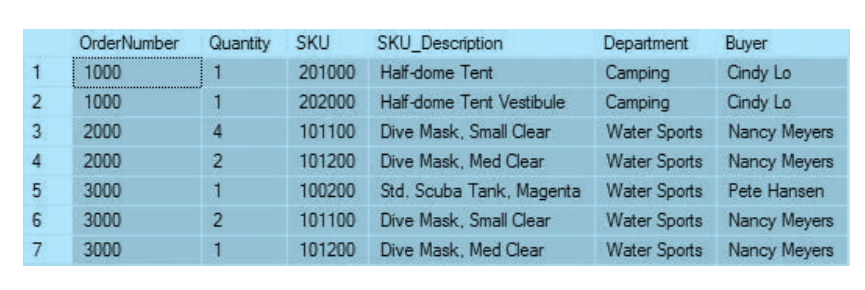 OrderNumber Quantity SKU SKU_Description Department Buyer
1 1000 1 201000 Half-dome Tent Camping Cindy Lo
2 1000 1 202000 Half-dome Tent Vestibule Camping Cindy Lo
3 2000 4 101100 Dive Mask, Small Clear Water Sports Nancy Meyers
4 2000 2 101200 Dive Mask, Med Clear Water Sports Nancy Meyers
5 3000 1 100200 Std. Scuba Tank, Magenta Water Sports Pete Hansen
6 3000 2 101100 Dive Mask, Small Clear Water Sports Nancy Meyers
7 3000 1 101200 Dive Mask, Med Clear Water Sports Nancy Meyers